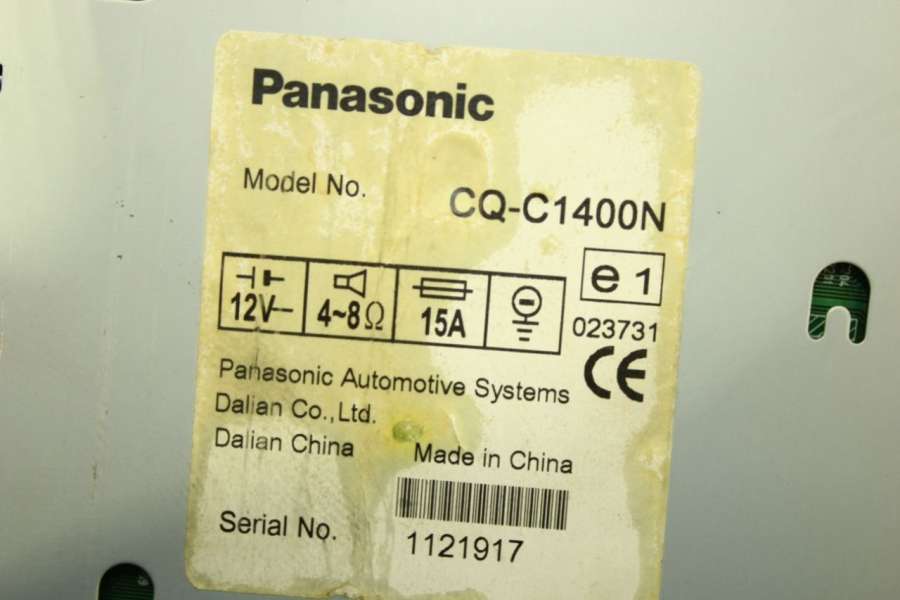 Panasonic
Model No. CQ-C1400N
12V 4~8Ω 15A
e 1
023731
CE
Panasonic Automotive Systems
Dalian Co.,Ltd.
Dalian China
Made in China
Serial No. 1121917